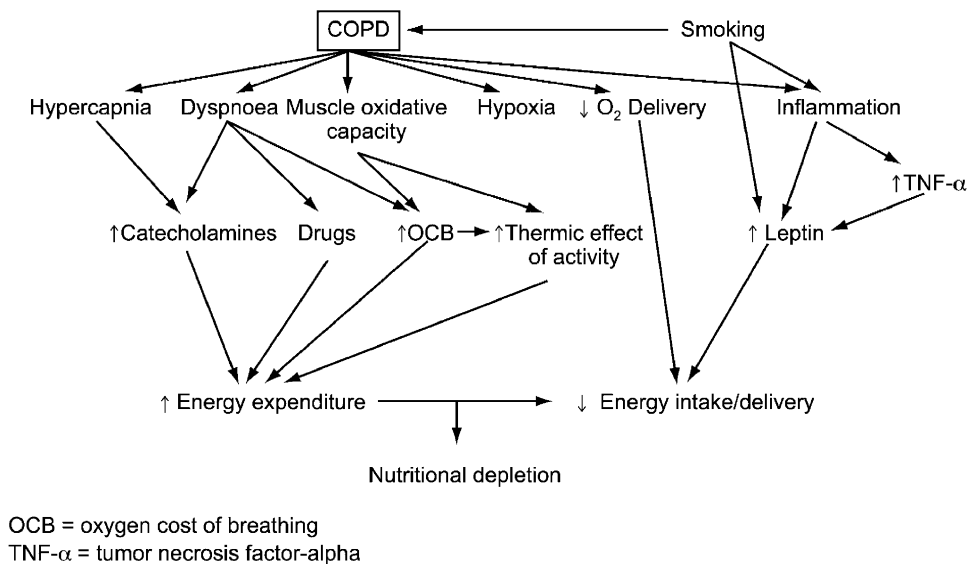 COPD
Smoking
Hypercapnia
Dyspnoea
Muscle oxidative
capacity
Hypoxia
↓ O₂ Delivery
Inflammation
↑TNF-α
↑Catecholamines
Drugs
↑OCB
↑Thermic effect
of activity
↑ Leptin
↑ Energy expenditure
↓ Energy intake/delivery
Nutritional depletion
OCB = oxygen cost of breathing
TNF-α = tumor necrosis factor-alpha